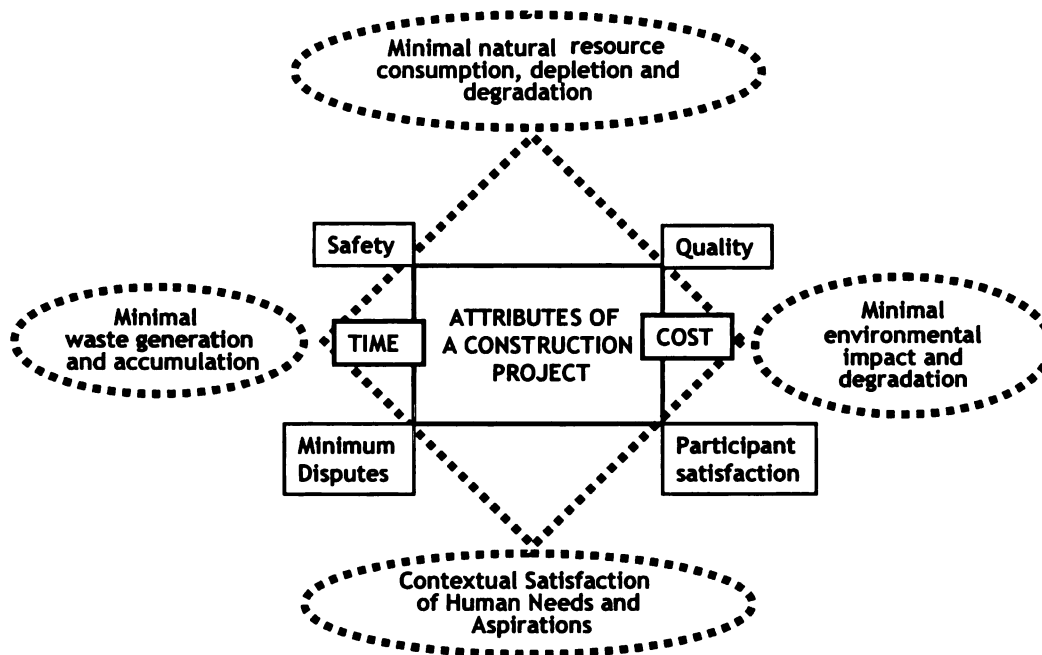 Minimal natural resource
consumption, depletion and
degradation
Safety
Quality
Minimal
waste generation
and accumulation
TIME
ATTRIBUTES OF
A CONSTRUCTION
PROJECT
COST
Minimal
environmental
impact and
degradation
Minimum
Disputes
Participant
satisfaction
Contextual Satisfaction
of Human Needs and
Aspirations